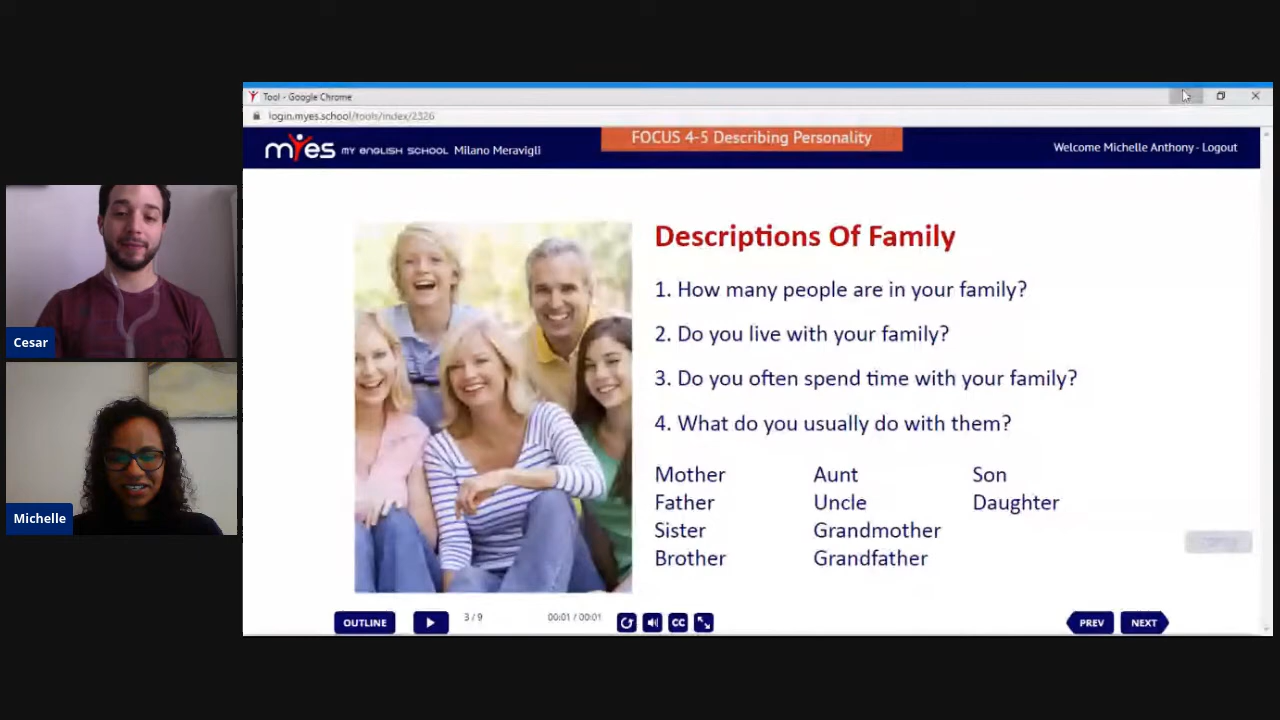 Tool - Google Chrome
login.myes.school/tools/index/2326
myes MY ENGLISH SCHOOL Milano Meravigli
FOCUS 4-5 Describing Personality
Welcome Michelle Anthony - Logout
Cesar
Michelle
Descriptions Of Family
1. How many people are in your family?
2. Do you live with your family?
3. Do you often spend time with your family?
4. What do you usually do with them?
Mother Aunt Son
Father Uncle Daughter
Sister Grandmother
Brother Grandfather
OUTLINE 3 / 9 00:01 / 00:01 CC PREV NEXT